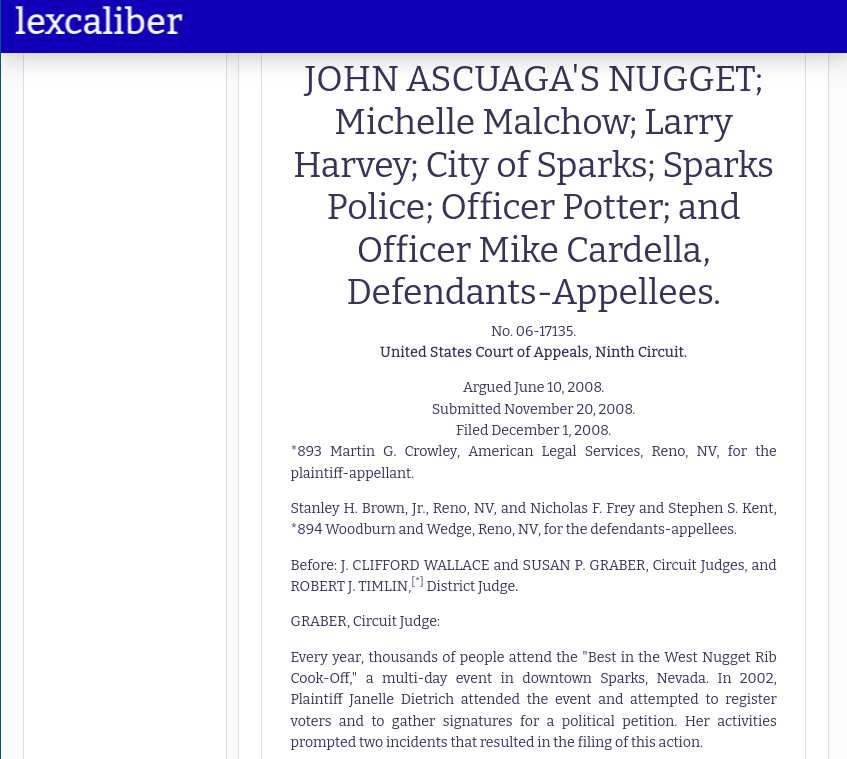 lexcaliber
JOHN ASCUAGA'S NUGGET;
Michelle Malchow; Larry
Harvey; City of Sparks; Sparks
Police; Officer Potter; and
Officer Mike Cardella,
Defendants-Appellees.
No. 06-17135.
United States Court of Appeals, Ninth Circuit.
Argued June 10, 2008.
Submitted November 20, 2008.
Filed December 1, 2008.
*893 Martin G. Crowley, American Legal Services, Reno, NV, for the
plaintiff-appellant.
Stanley H. Brown, Jr., Reno, NV, and Nicholas F. Frey and Stephen S. Kent,
*894 Woodburn and Wedge, Reno, NV, for the defendants-appellees.
Before: J. CLIFFORD WALLACE and SUSAN P. GRABER, Circuit Judges, and
ROBERT J. TIMLIN,[*] District Judge.
GRABER, Circuit Judge:
Every year, thousands of people attend the "Best in the West Nugget Rib
Cook-Off," a multi-day event in downtown Sparks, Nevada. In 2002,
Plaintiff Janelle Dietrich attended the event and attempted to register
voters and to gather signatures for a political petition. Her activities
prompted two incidents that resulted in the filing of this action.